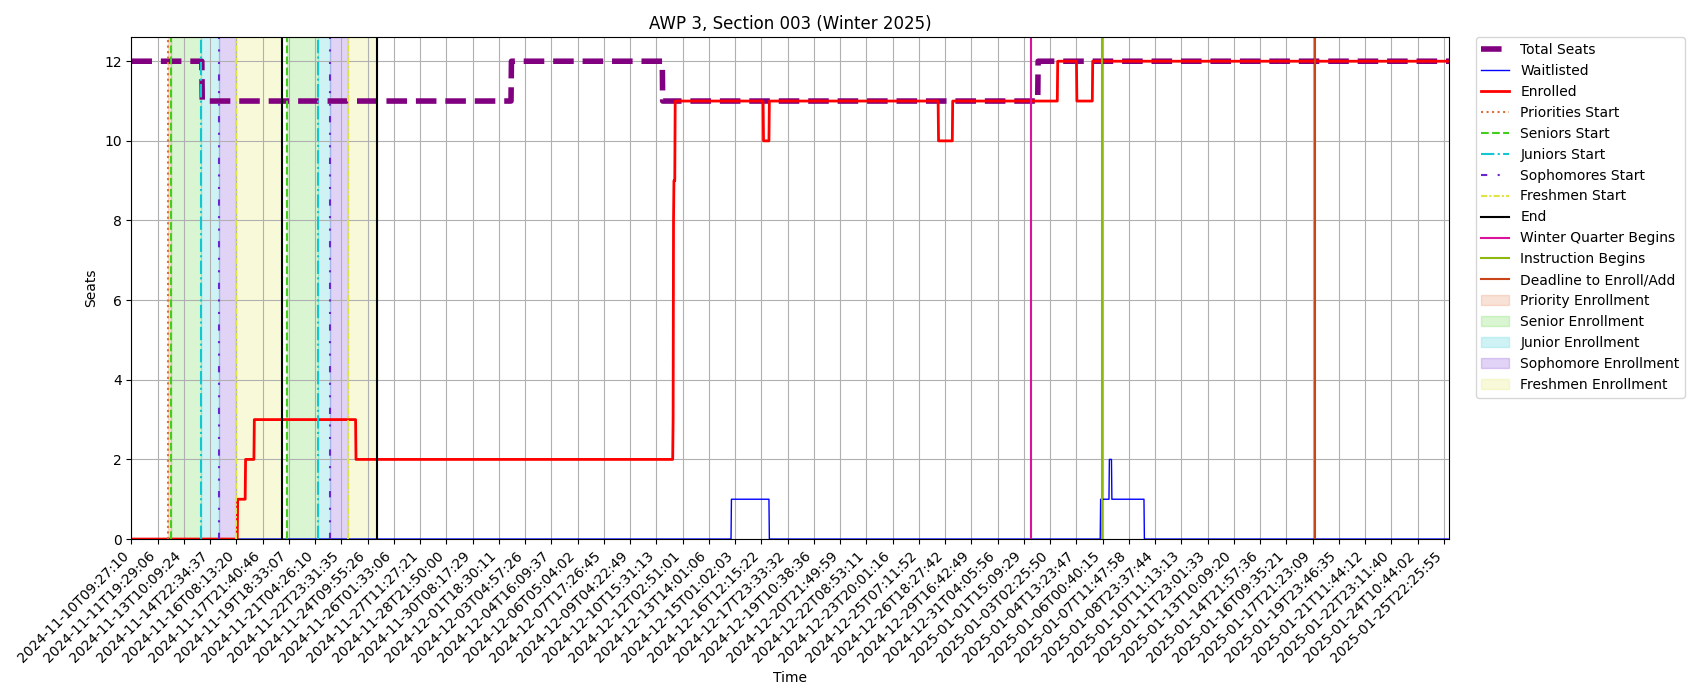 AWP 3, Section 003 (Winter 2025)
Seats
12
10
8
6
4
2
0
2024-11-10T09:27:10
2024-11-11T19:29:06
2024-11-13T10:09:24
2024-11-14T22:34:37
2024-11-16T08:13:20
2024-11-17T21:40:46
2024-11-19T18:33:07
2024-11-21T04:26:10
2024-11-22T22:31:35
2024-11-24T09:55:26
2024-11-26T01:33:06
2024-11-27T11:27:21
2024-11-28T21:50:00
2024-11-30T08:17:29
2024-12-01T18:30:11
2024-12-03T04:57:26
2024-12-04T16:09:37
2024-12-06T05:04:02
2024-12-07T17:26:45
2024-12-09T04:22:49
2024-12-10T15:31:13
2024-12-12T02:51:01
2024-12-13T14:01:06
2024-12-15T01:02:03
2024-12-16T12:15:22
2024-12-17T23:33:32
2024-12-19T10:38:36
2024-12-20T21:49:59
2024-12-22T08:53:11
2024-12-23T20:01:16
2024-12-25T07:11:52
2024-12-26T18:27:42
2024-12-29T16:42:49
2024-12-31T04:05:56
2025-01-01T15:09:29
2025-01-03T02:25:50
2025-01-04T13:23:47
2025-01-06T00:40:15
2025-01-07T11:47:58
2025-01-08T23:37:44
2025-01-10T11:13:13
2025-01-11T23:01:33
2025-01-13T10:09:20
2025-01-14T21:57:36
2025-01-16T09:35:21
2025-01-17T21:23:09
2025-01-19T23:46:35
2025-01-21T11:44:12
2025-01-22T23:11:40
2025-01-24T10:44:02
2025-01-25T22:25:55
Time
Total Seats
Waitlisted
Enrolled
Priorities Start
Seniors Start
Juniors Start
Sophomores Start
Freshmen Start
End
Winter Quarter Begins
Instruction Begins
Deadline to Enroll/Add
Priority Enrollment
Senior Enrollment
Junior Enrollment
Sophomore Enrollment
Freshmen Enrollment